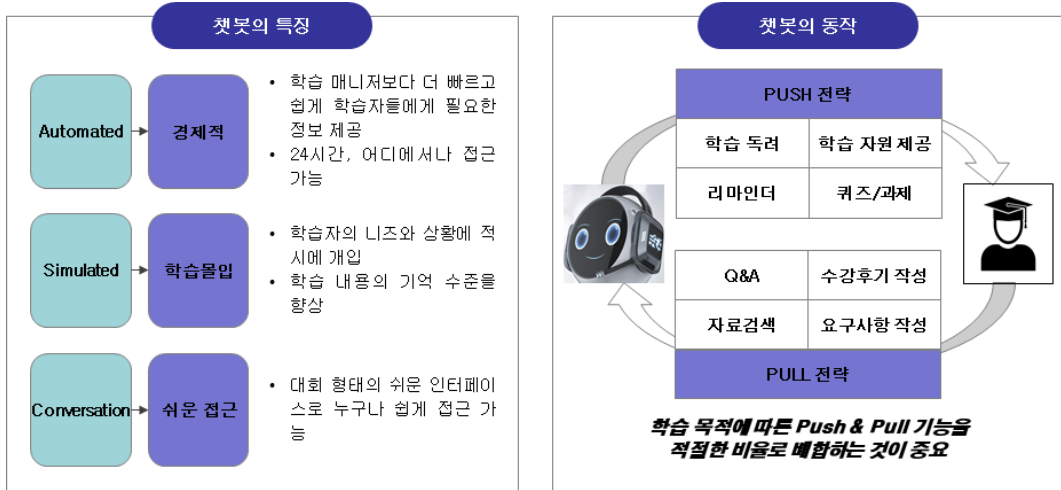 챗봇의 특징
Automated
경제적
• 학습 매니저보다 더 빠르고
쉽게 학습자들에게 필요한
정보 제공
• 24시간, 어디에서나 접근
가능
Simulated
학습몰입
• 학습자의 니즈와 상황에 적
시에 개입
• 학습 내용의 기억 수준을
향상
Conversation
쉬운 접근
• 대회 형태의 쉬운 인터페이
스로 누구나 쉽게 접근 가
능
챗봇의 동작
PUSH 전략
학습 독려
학습 자원 제공
리마인더
퀴즈/과제
Q&A
수강후기 작성
자료검색
요구사항 작성
PULL 전략
학습 목적에 따른 Push & Pull 기능을
적절한 비율로 배합하는 것이 중요